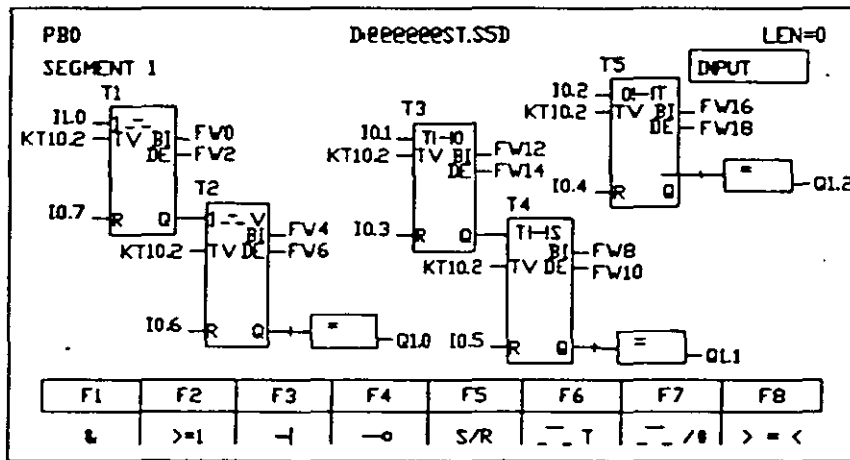 PB0 D:@@@@@@ST.S5D LEN=0
SEGMENT 1 INPUT
T1
I1.0
KT10.2 TV BI FW0
DE FW2
I0.7 R Q
T2
V
BI FW4
KT10.2 TV DE FW6
I0.6 R Q = Q1.0
T3
I0.1 T!-!0
KT10.2 TV BI FW12
DE FW14
I0.3 R Q
T4
T!-!S
BI FW8
KT10.2 TV DE FW10
I0.5 R Q = Q1.1
T5
I0.2 0!-!T
KT10.2 TV BI FW16
DE FW18
I0.4 R Q = Q1.2
F1 F2 F3 F4 F5 F6 F7 F8
& >=1 —| —o S/R _–_ T _–_ /# > = <